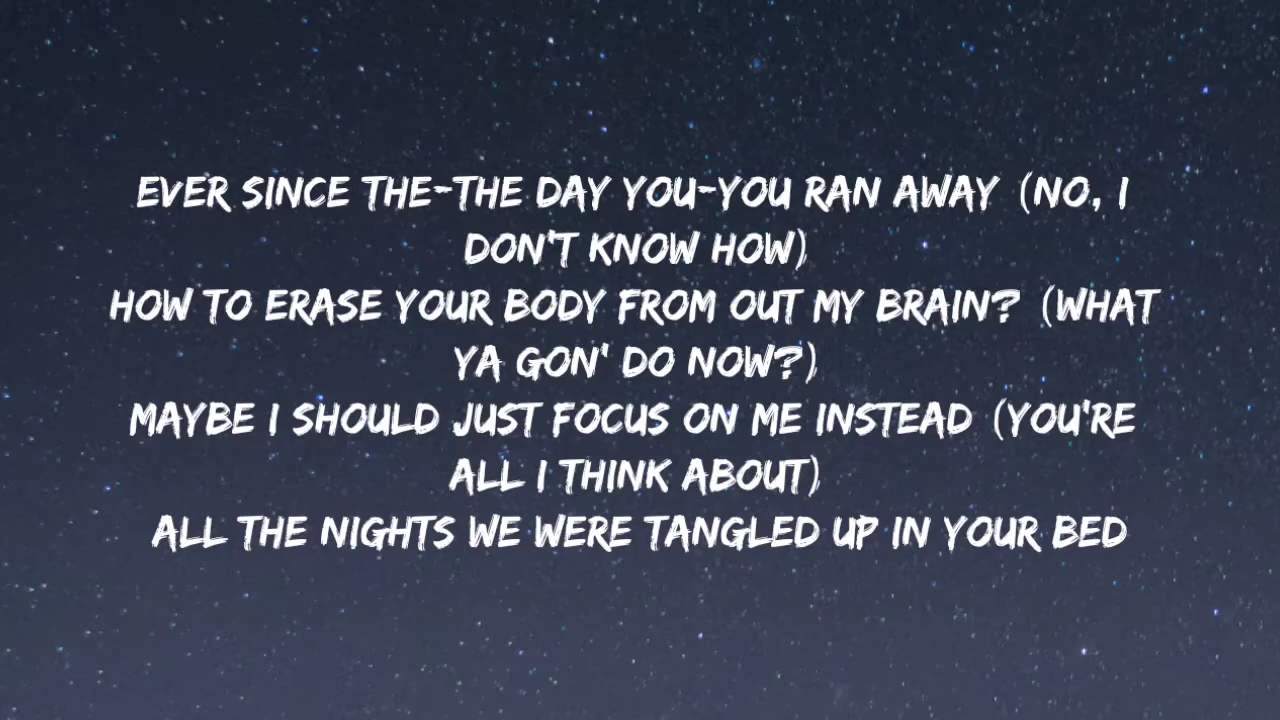 EVER SINCE THE-THE DAY YOU-YOU RAN AWAY (NO, I
DON'T KNOW HOW)
HOW TO ERASE YOUR BODY FROM OUT MY BRAIN? (WHAT
YA GON' DO NOW?)
MAYBE I SHOULD JUST FOCUS ON ME INSTEAD (YOU'RE
ALL I THINK ABOUT)
ALL THE NIGHTS WE WERE TANGLED UP IN YOUR BED